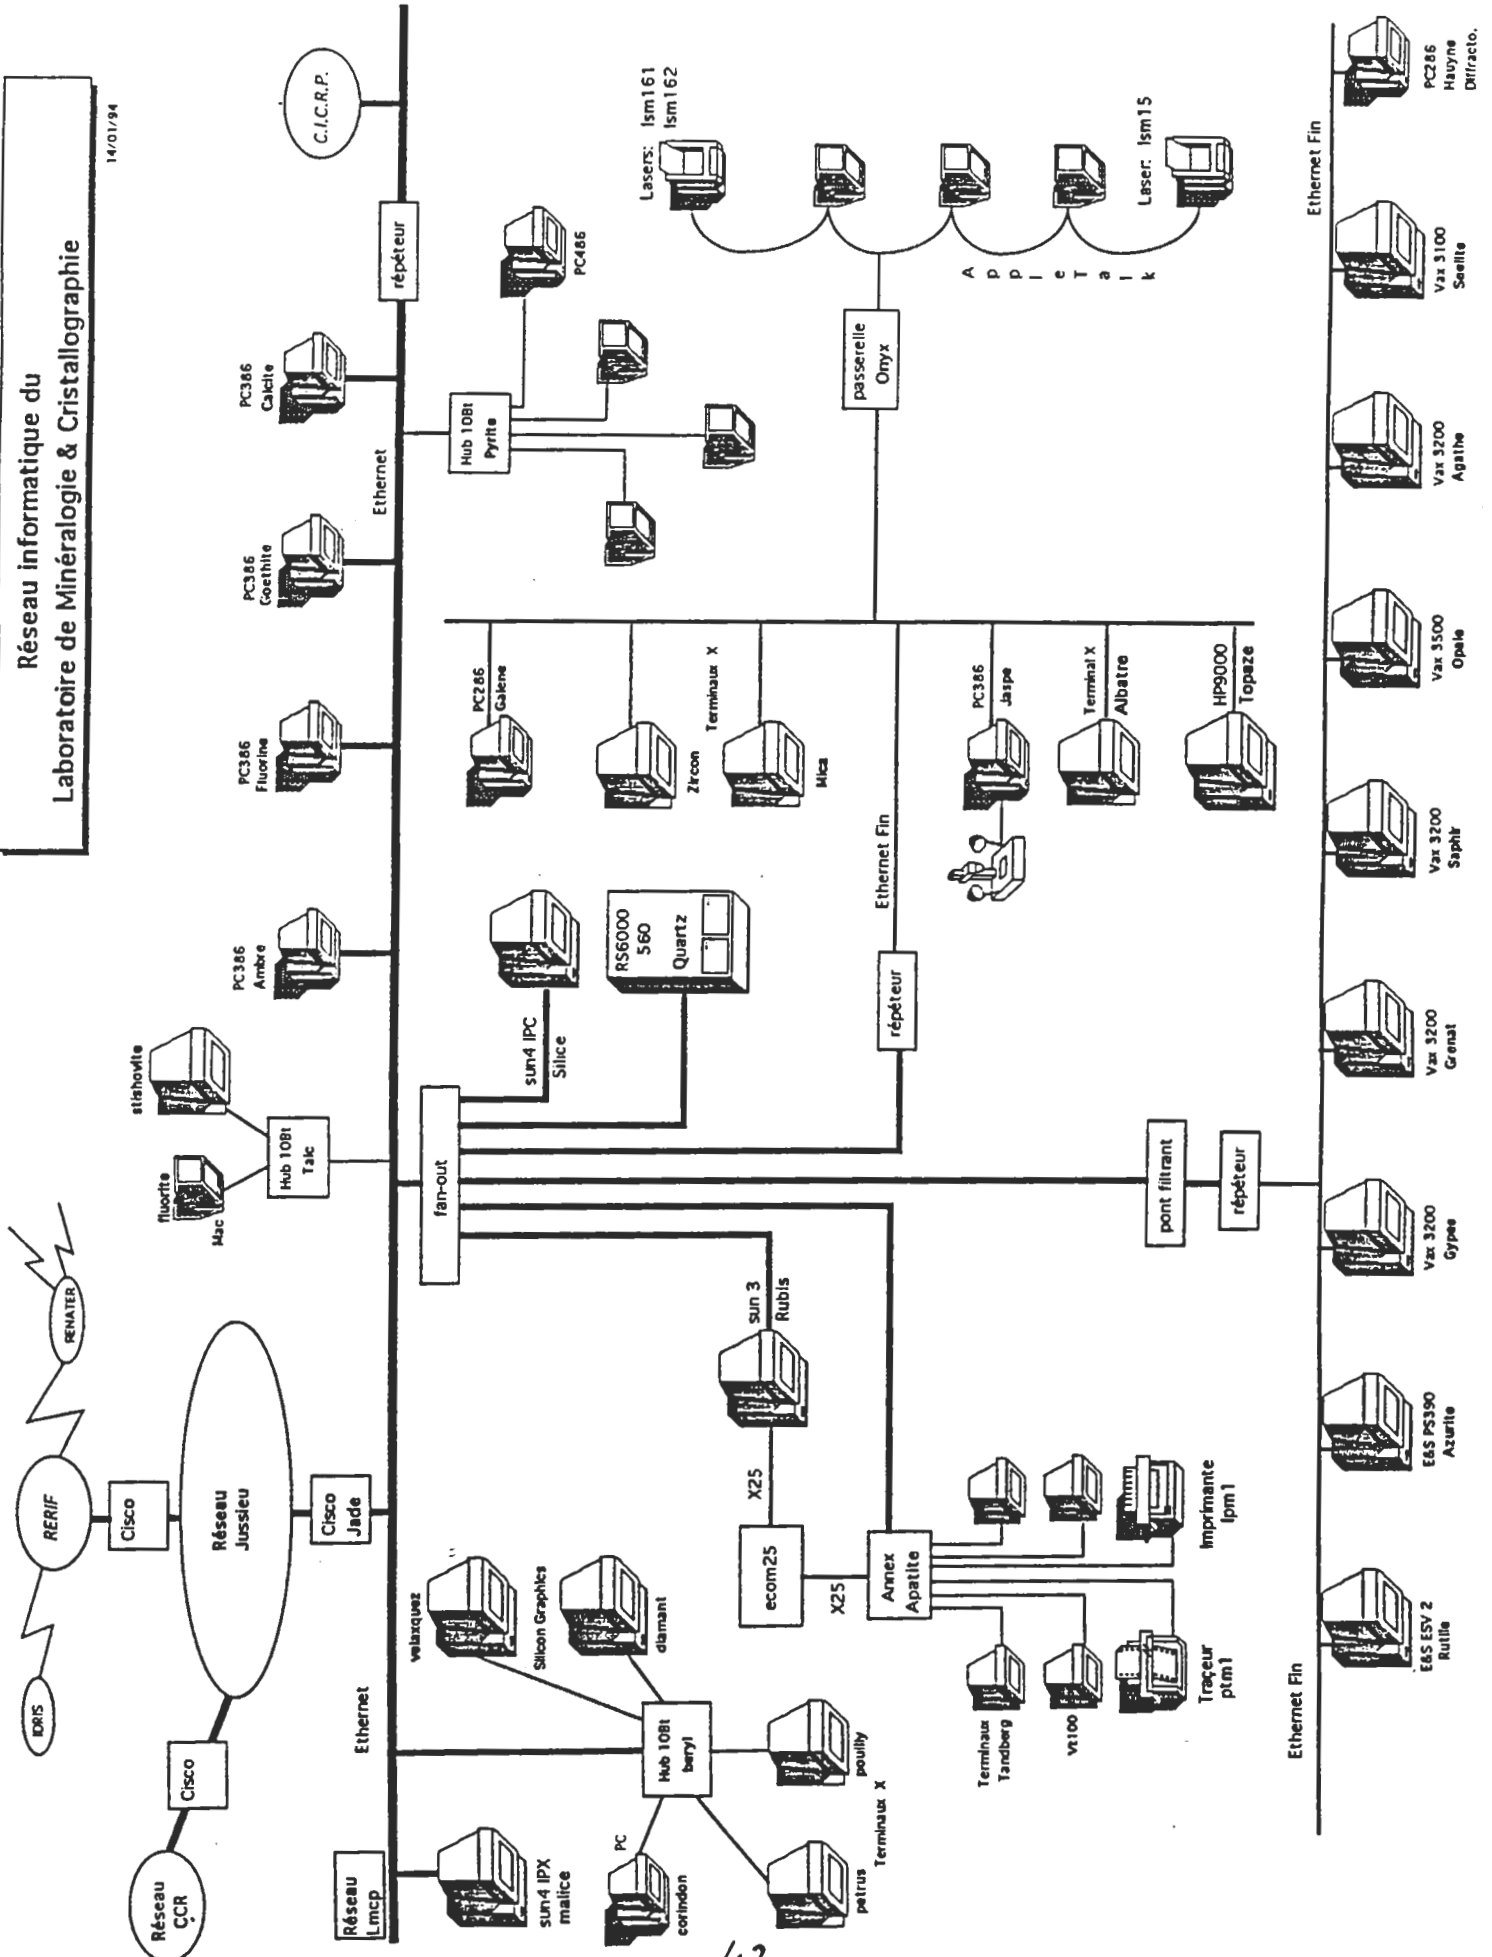 Réseau informatique du
Laboratoire de Minéralogie & Cristallographie
14/01/94
IDRIS
RERIF
RENATER
Réseau
CCR
Cisco
Cisco
Réseau
Jussieu
Cisco
Jade
fluorite
Mac
stishovite
Hub 10Bt
Talc
PC386
Ambre
PC386
Fluorine
PC386
Goethite
PC386
Calcite
C.I.C.R.P.
Réseau
Lmcp
Ethernet
Ethernet
répéteur
sun4 IPX
malice
velaxquez
Silicon Graphics
diamant
Hub 10Bt
beryl
PC
corindon
petrus
pouilly
Terminaux X
fan-out
sun4 IPC
Silice
RS6000
560
Quartz
sun 3
Rubis
X25
ecom25
X25
Annex
Apatite
Terminaux
Tandberg
Vt100
Traçeur
ptm1
Imprimante
lpm1
répéteur
Ethernet Fin
PC286
Galene
Zircon
Terminaux X
Mica
PC386
Jaspe
Terminal X
Albatre
HP9000
Topaze
Hub 10Bt
Pyrite
PC486
passerelle
Onyx
AppleTalk
Lasers: lsm161
lsm162
Laser: lsm15
pont filtrant
répéteur
Ethernet Fin
Ethernet Fin
E&S ESV 2
Rutile
E&S PS390
Azurite
Vax 3200
Gypse
Vax 3200
Grenat
Vax 3200
Saphir
Vax 3500
Opale
Vax 3200
Agathe
Vax 3100
Seelite
PC286
Hauyne
Diffracto.